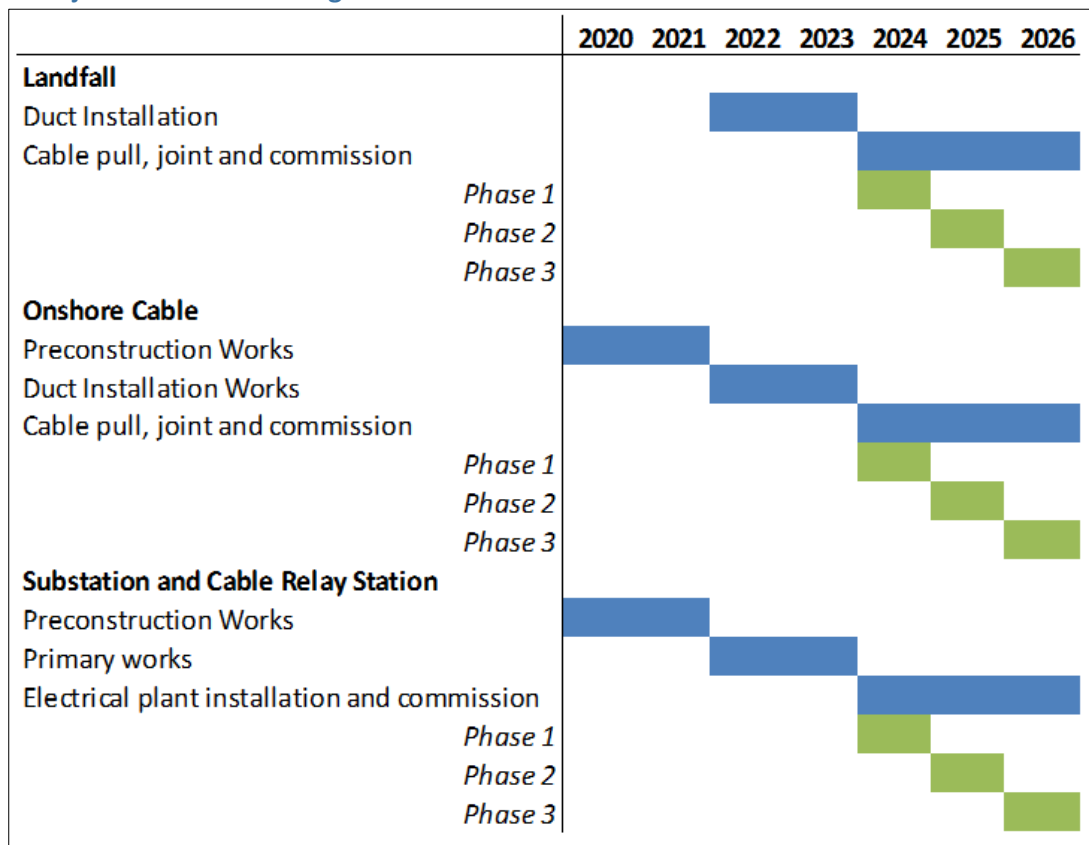 2020 2021 2022 2023 2024 2025 2026
Landfall
Duct Installation
Cable pull, joint and commission
Phase 1
Phase 2
Phase 3
Onshore Cable
Preconstruction Works
Duct Installation Works
Cable pull, joint and commission
Phase 1
Phase 2
Phase 3
Substation and Cable Relay Station
Preconstruction Works
Primary works
Electrical plant installation and commission
Phase 1
Phase 2
Phase 3